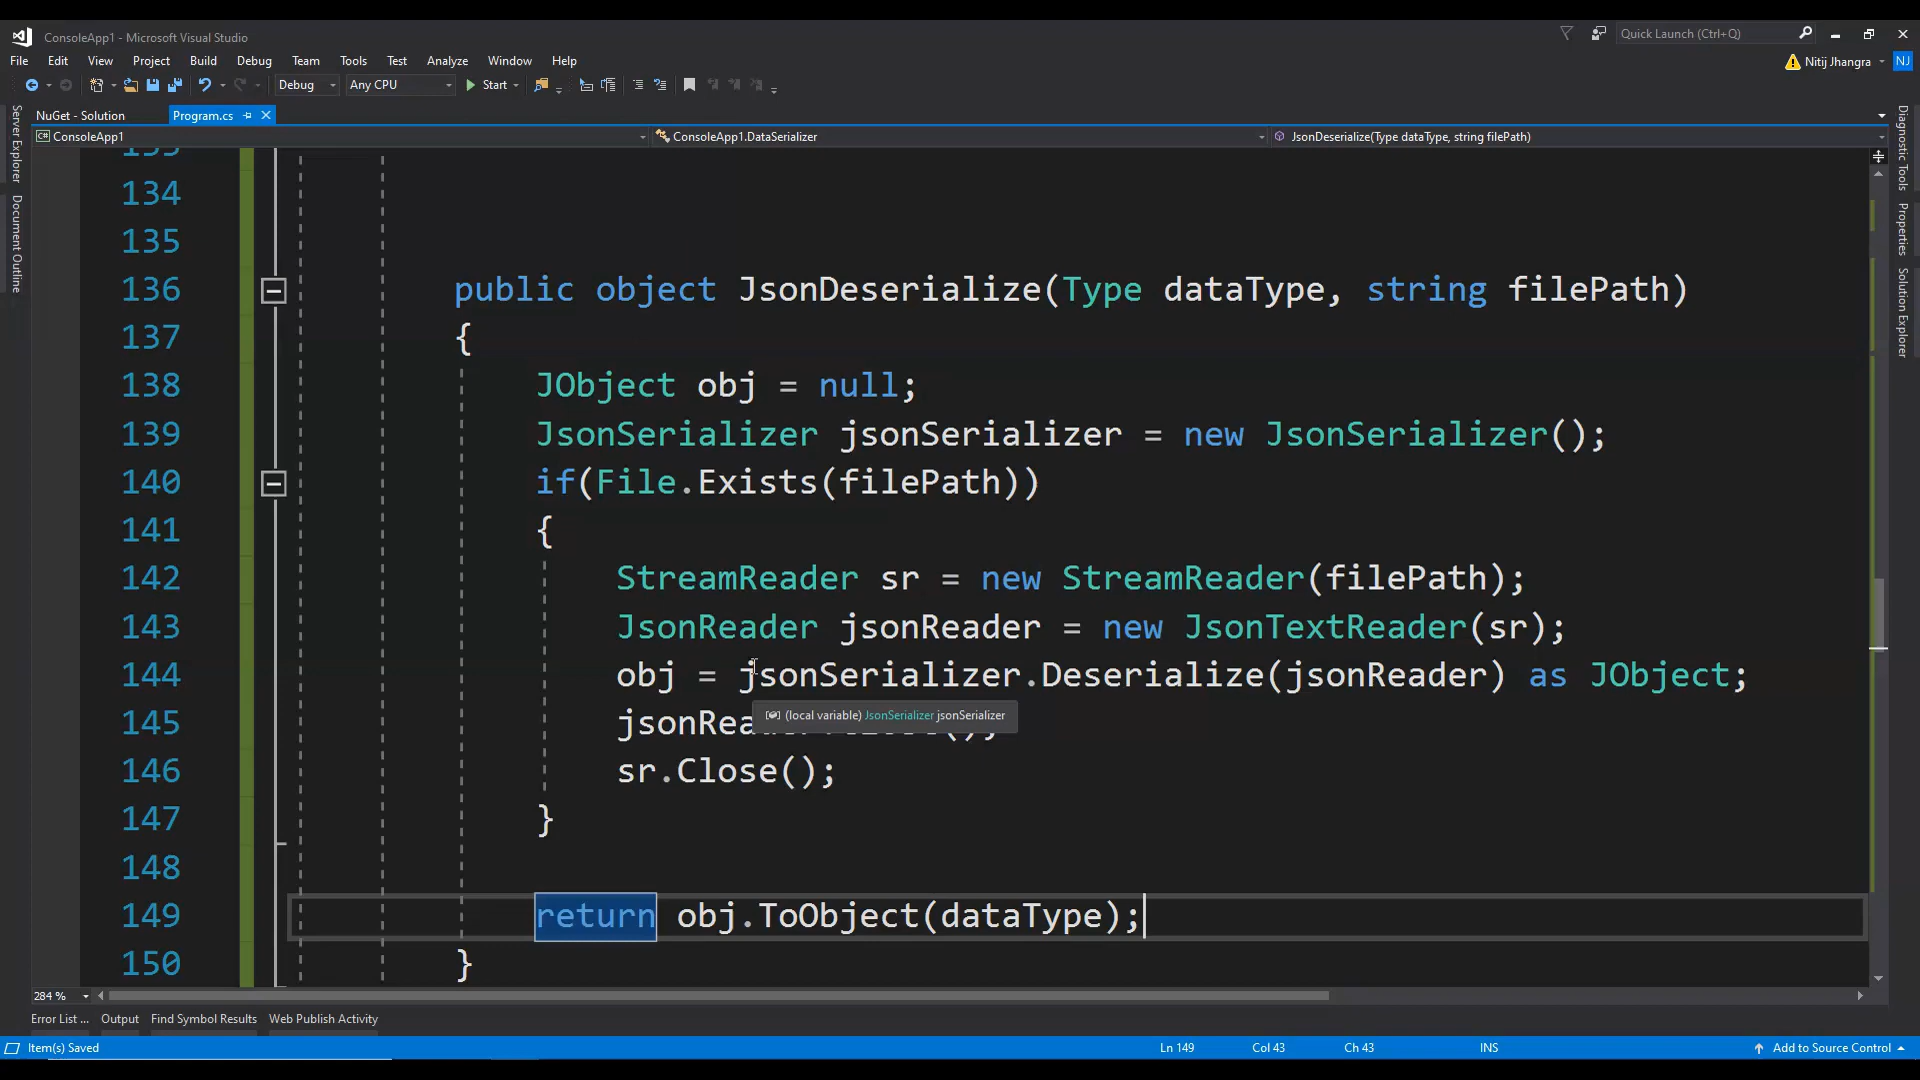 ConsoleApp1 - Microsoft Visual Studio
Quick Launch (Ctrl+Q)
File Edit View Project Build Debug Team Tools Test Analyze Window Help
Nitij Jhangra NJ
Debug Any CPU Start
NuGet - Solution Program.cs
ConsoleApp1 ConsoleApp1.DataSerializer JsonDeserialize(Type dataType, string filePath)
Server Explorer
Document Outline
Diagnostic Tools
Properties
Solution Explorer
134
135
136 public object JsonDeserialize(Type dataType, string filePath)
137 {
138 JObject obj = null;
139 JsonSerializer jsonSerializer = new JsonSerializer();
140 if(File.Exists(filePath))
141 {
142 StreamReader sr = new StreamReader(filePath);
143 JsonReader jsonReader = new JsonTextReader(sr);
144 obj = jsonSerializer.Deserialize(jsonReader) as JObject;
(local variable) JsonSerializer jsonSerializer
145
146 sr.Close();
147 }
148
149 return obj.ToObject(dataType);
150 }
284 %
Error List ... Output Find Symbol Results Web Publish Activity
Item(s) Saved Ln 149 Col 43 Ch 43 INS Add to Source Control